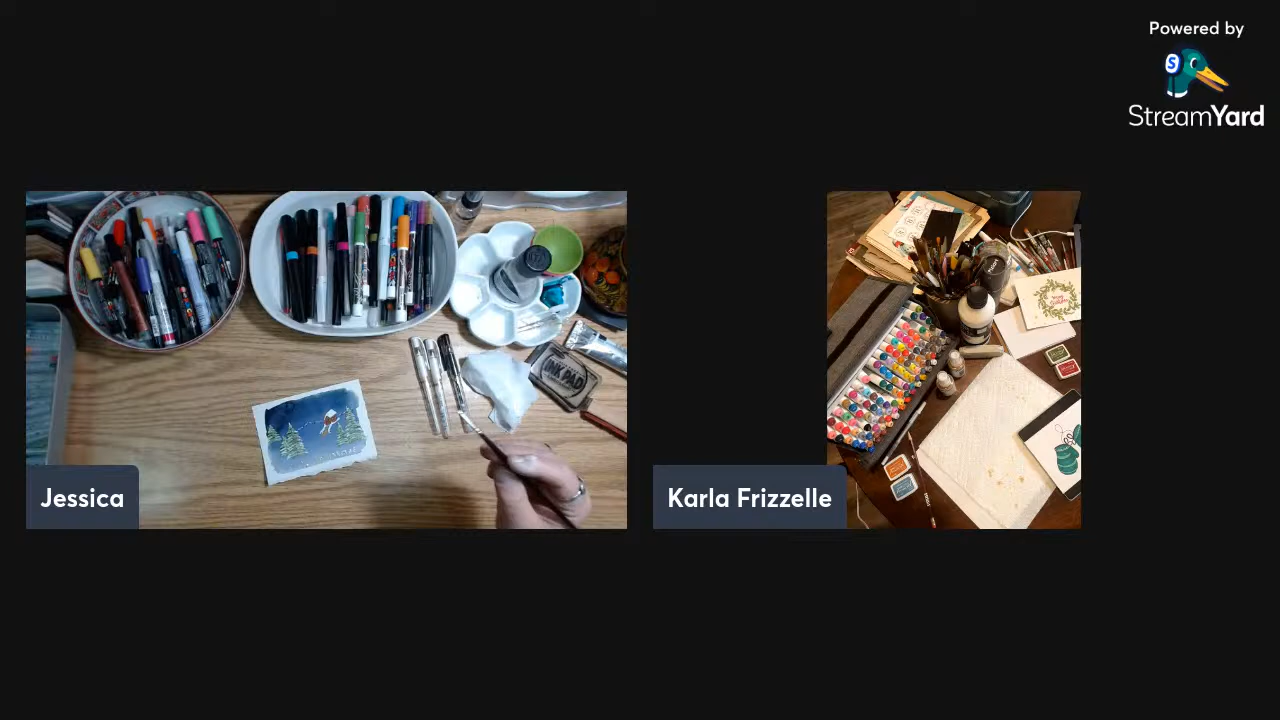 Powered by
S
StreamYard
INK PAD
Jessica
Karla Frizzelle